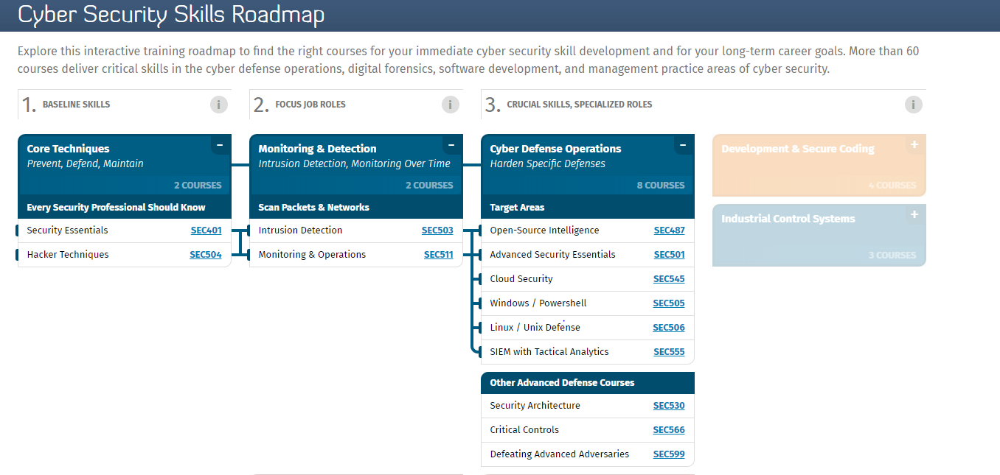 Cyber Security Skills Roadmap
Explore this interactive training roadmap to find the right courses for your immediate cyber security skill development and for your long-term career goals. More than 60
courses deliver critical skills in the cyber defense operations, digital forensics, software development, and management practice areas of cyber security.
1. BASELINE SKILLS i
2. FOCUS JOB ROLES i
3. CRUCIAL SKILLS, SPECIALIZED ROLES i
Core Techniques −
Prevent, Defend, Maintain
2 COURSES
Every Security Professional Should Know
Security Essentials SEC401
Hacker Techniques SEC504
Monitoring & Detection −
Intrusion Detection, Monitoring Over Time
2 COURSES
Scan Packets & Networks
Intrusion Detection SEC503
Monitoring & Operations SEC511
Cyber Defense Operations −
Harden Specific Defenses
8 COURSES
Target Areas
Open-Source Intelligence SEC487
Advanced Security Essentials SEC501
Cloud Security SEC545
Windows / Powershell SEC505
Linux / Unix Defense SEC506
SIEM with Tactical Analytics SEC555
Other Advanced Defense Courses
Security Architecture SEC530
Critical Controls SEC566
Defeating Advanced Adversaries SEC599
Development & Secure Coding +
4 COURSES
Industrial Control Systems +
3 COURSES